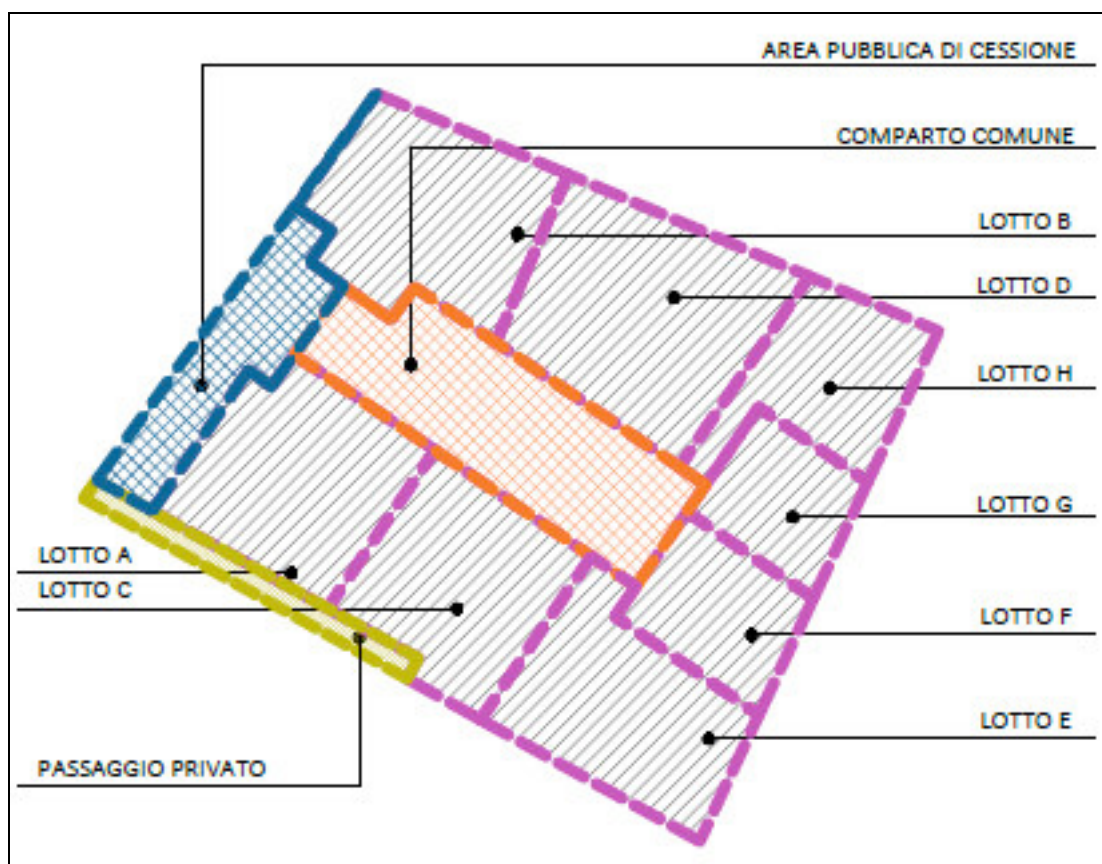 AREA PUBBLICA DI CESSIONE
COMPARTO COMUNE
LOTTO B
LOTTO D
LOTTO H
LOTTO G
LOTTO A
LOTTO C
LOTTO F
LOTTO E
PASSAGGIO PRIVATO